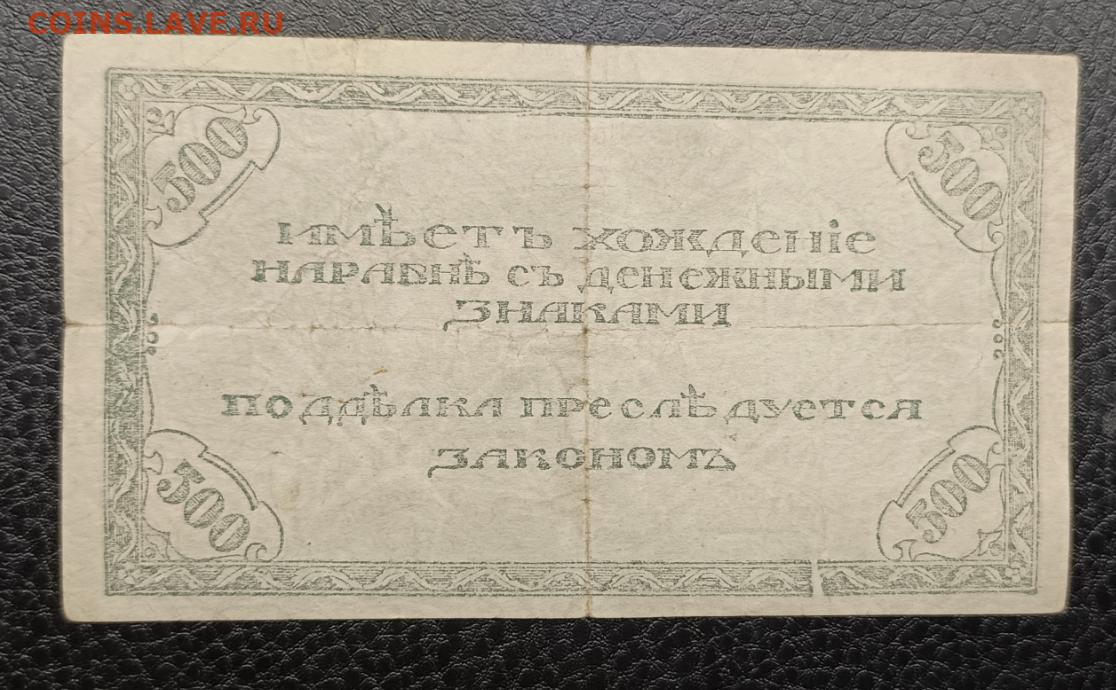 COINS.LAVE.RU
500 500
ИМѢЕТЪ ХОЖДЕНІЕ
НАРАВНѢ СЪ ДЕНЕЖНЫМИ
ЗНАКАМИ
ПОДДѢЛКА ПРЕСЛѢДУЕТСЯ
ЗАКОНОМЪ
500 500